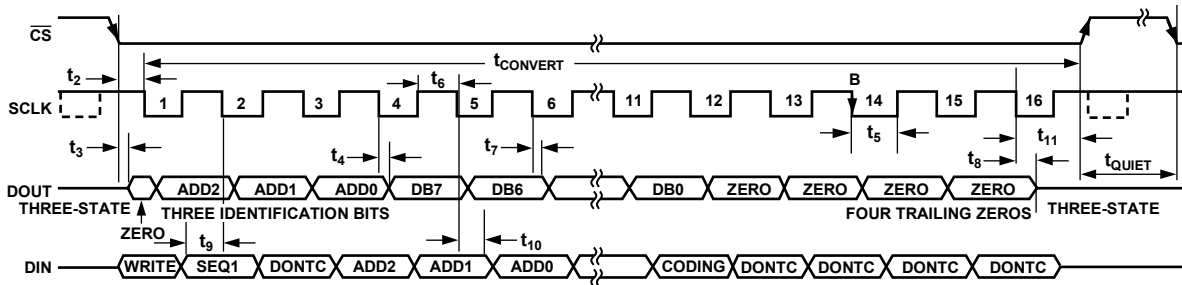 CS
t2
tCONVERT
t6
B
SCLK
1 2 3 4 5 6 11 12 13 14 15 16
t3
t4
t7
t5
t11
t8
tQUIET
DOUT
ADD2 ADD1 ADD0 DB7 DB6 DB0 ZERO ZERO ZERO ZERO
THREE-STATE
THREE IDENTIFICATION BITS
FOUR TRAILING ZEROS
THREE-STATE
ZERO
t9
t10
DIN
WRITE SEQ1 DONTC ADD2 ADD1 ADD0 CODING DONTC DONTC DONTC DONTC